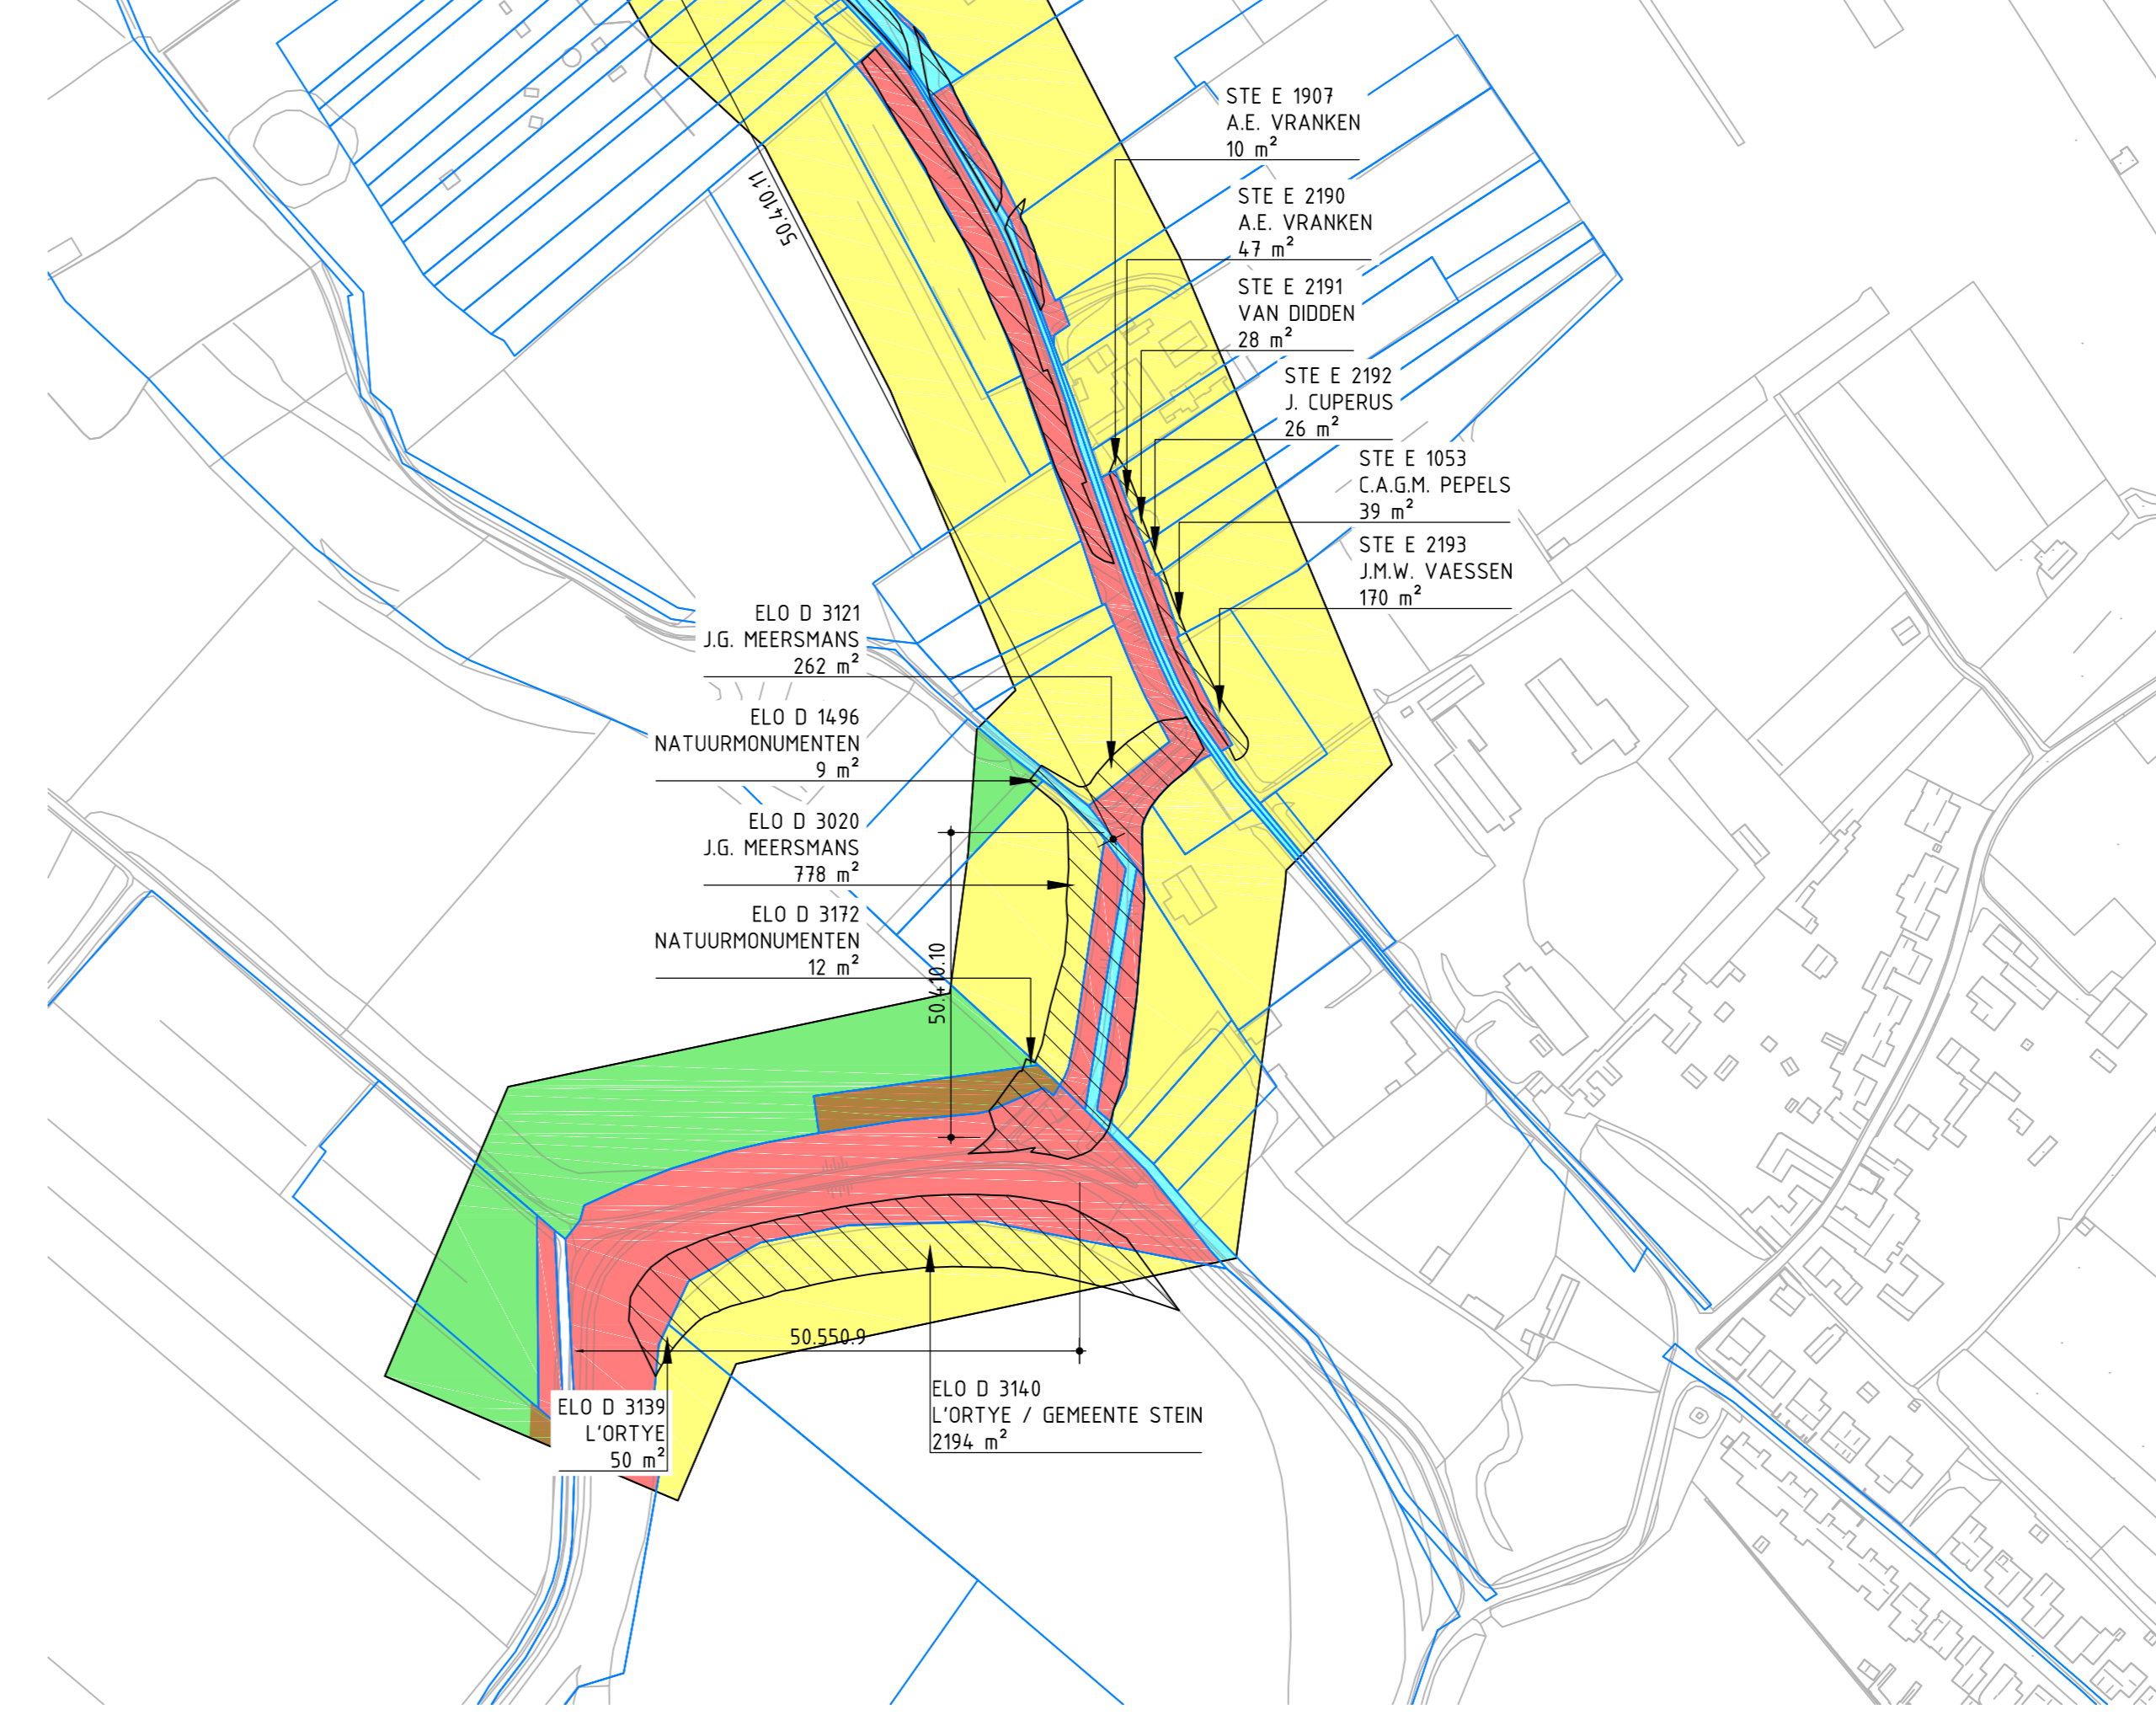 STE E 1907
A.E. VRANKEN
10 m²
STE E 2190
A.E. VRANKEN
47 m²
STE E 2191
VAN DIDDEN
28 m²
STE E 2192
J. CUPERUS
26 m²
STE E 1053
C.A.G.M. PEPELS
39 m²
STE E 2193
J.M.W. VAESSEN
170 m²
50.410.11
ELO D 3121
J.G. MEERSMANS
262 m²
ELO D 1496
NATUURMONUMENTEN
9 m²
ELO D 3020
J.G. MEERSMANS
778 m²
ELO D 3172
NATUURMONUMENTEN
12 m²
50.410.10
50.550.9
ELO D 3139
L'ORTYE
50 m²
ELO D 3140
L'ORTYE / GEMEENTE STEIN
2194 m²